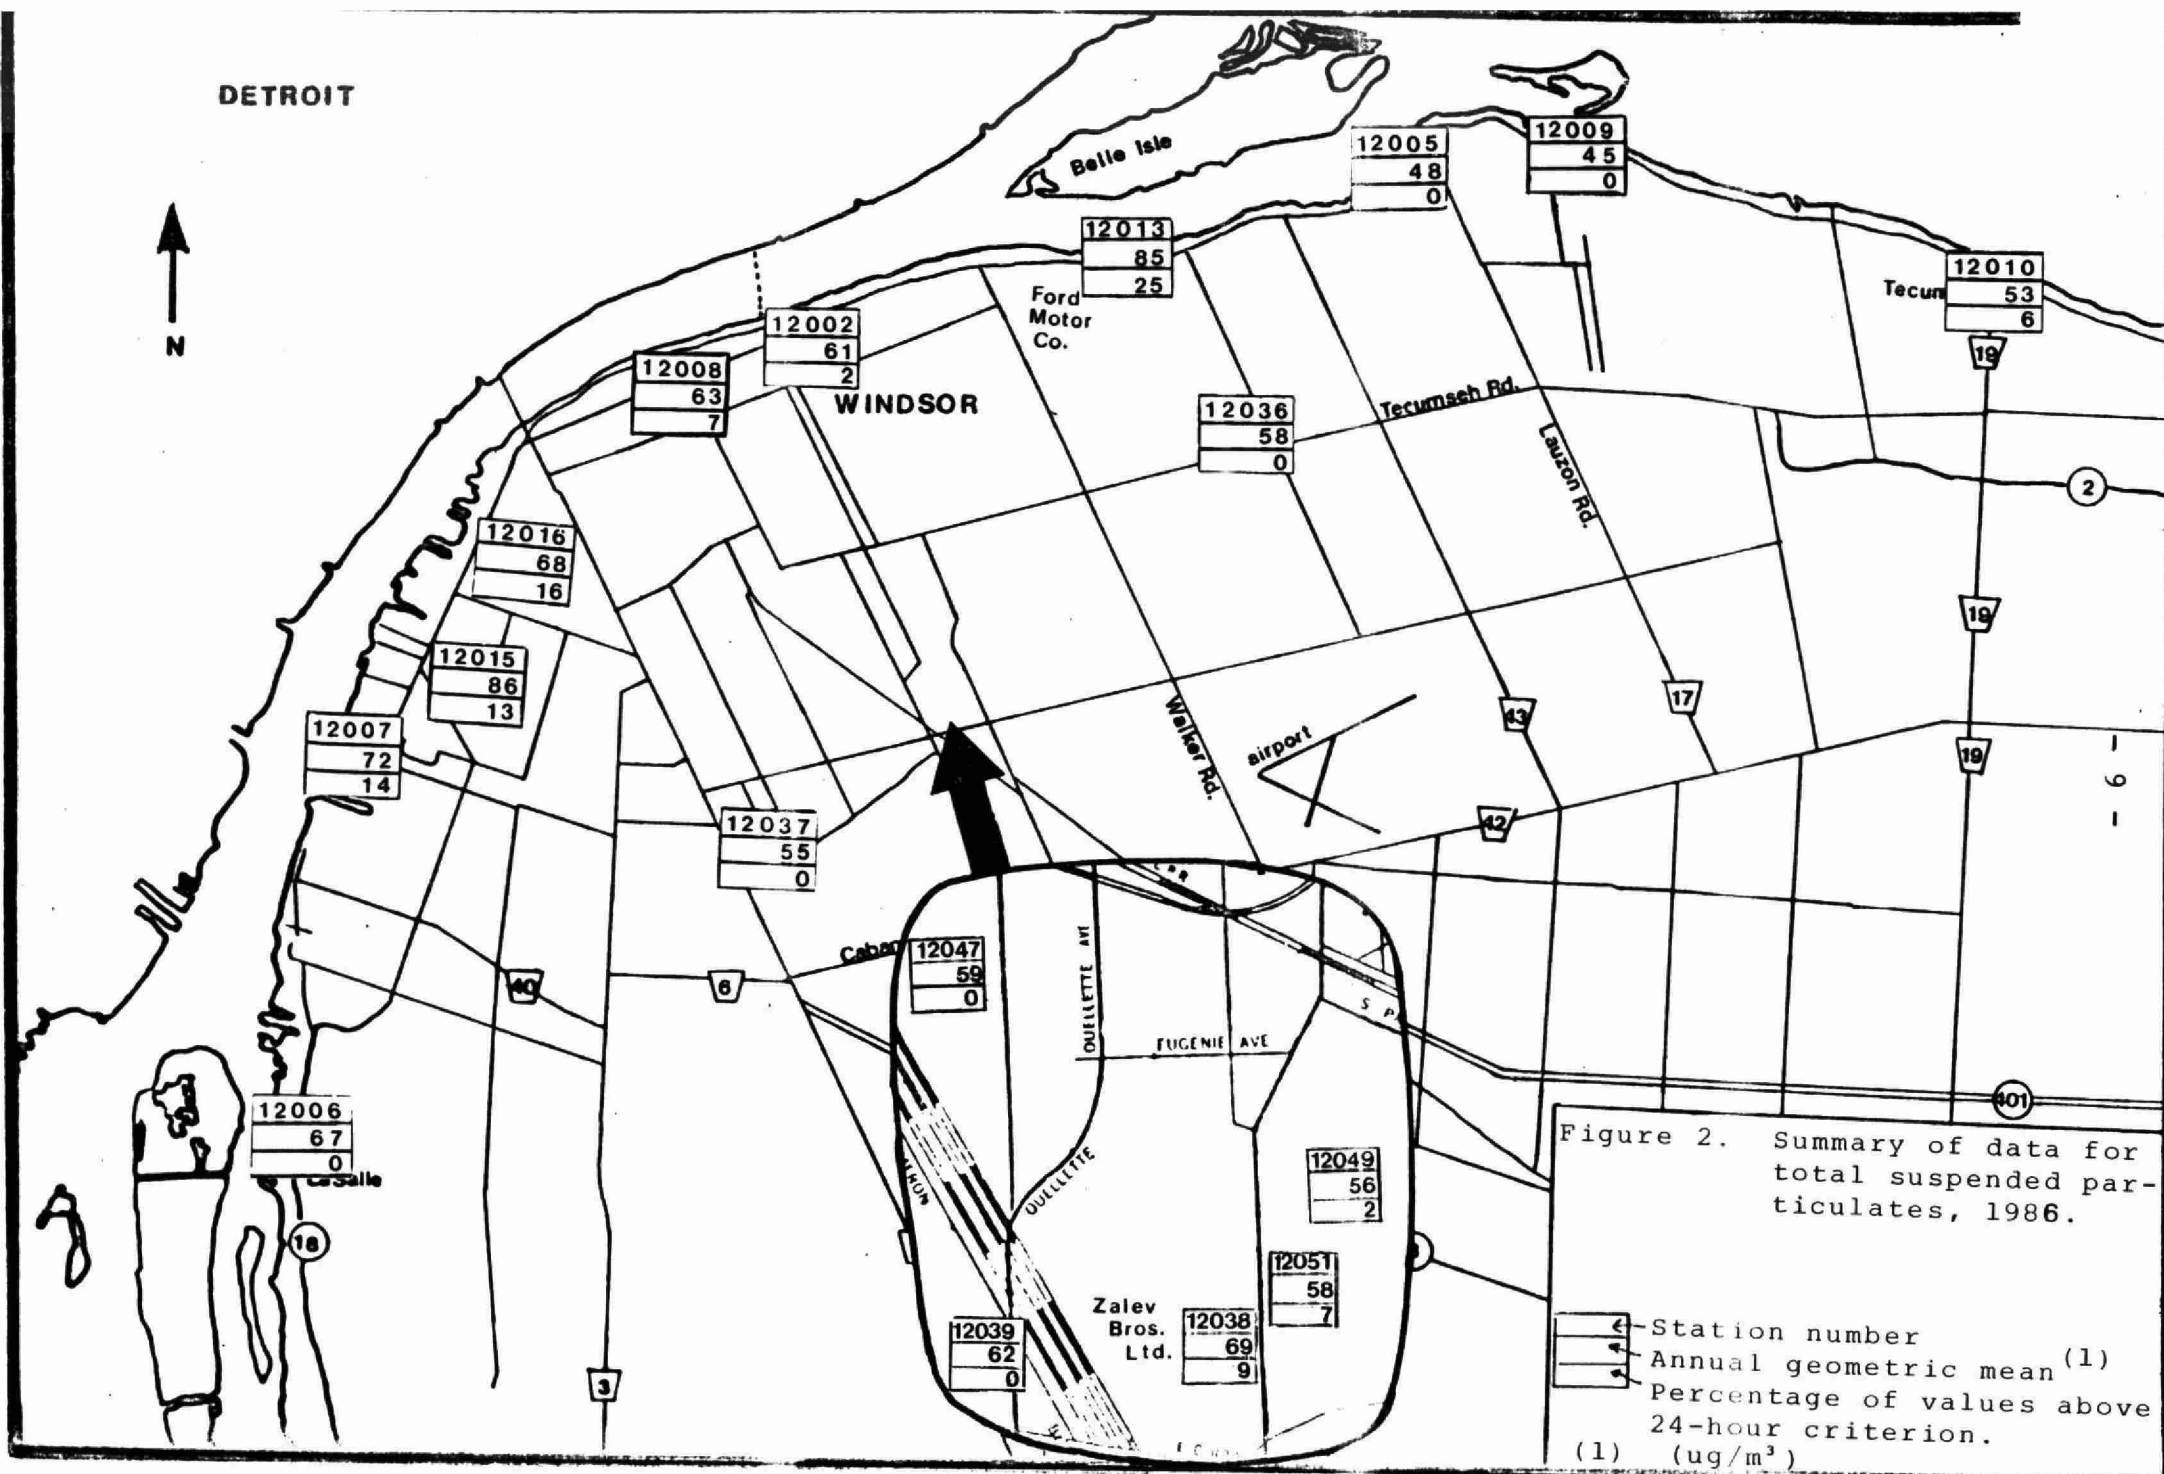 DETROIT
N
Belle Isle
12005
48
0
12009
45
0
12013
85
25
Ford
Motor
Co.
12010
53
6
Tecum
19
12002
61
2
12008
63
7
WINDSOR
12036
58
0
Tecumseh Rd.
Lauzon Rd.
2
12016
68
16
19
12015
86
13
17
43
Walker Rd.
airport
12007
72
14
19
- 9 -
42
12037
55
0
C P R
12047
59
0
OUELLETTE AVE
40
6
S P
EUGENIE AVE
401
12006
67
0
LaSalle
18
OUELLETTE
12049
56
2
12051
58
7
Zalev
Bros.
Ltd.
12038
69
9
12039
62
0
3
Figure 2. Summary of data for
total suspended par-
ticulates, 1986.
Station number
Annual geometric mean (1)
Percentage of values above
24-hour criterion.
(1) (ug/m³)